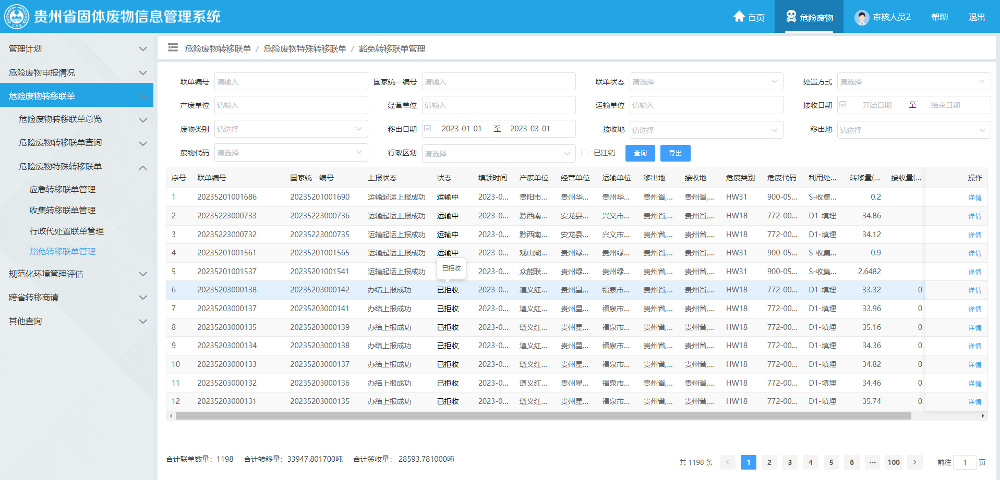 贵州省固体废物信息管理系统
首页
危险废物
审核人员2
帮助
退出
管理计划
危险废物申报情况
危险废物转移联单
危险废物转移联单总览
危险废物转移联单查询
危险废物特殊转移联单
应急转移联单管理
收集转移联单管理
行政代处置联单管理
豁免转移联单管理
规范化环境管理评估
跨省转移商请
其他查询
危险废物转移联单 / 危险废物特殊转移联单 / 豁免转移联单管理
联单编号 请输入 国家统一编号 请输入 联单状态 请选择 处置方式 请选择
产废单位 请输入 经营单位 请输入 运输单位 请输入 接收日期 开始日期 至 结束日期
废物类别 请选择 移出日期 2023-01-01 至 2023-03-01 接收地 请选择 移出地 请选择
废物代码 请选择 行政区划 请选择 已注销 查询 导出
序号 联单编号 国家统一编号 上报状态 状态 填领时间 产废单位 经营单位 运输单位 移出地 接收地 危废类别 危废代码 利用处... 转移量(... 接收量(... 操作
1 20235201001686 20235201001690 运输起运上报成功 运输中 2023-0... 贵阳市... 贵州华... 贵州华... 贵州省,... 贵州省,... HW31 900-05... S-收集... 0.2 详情
2 20235223000733 20235223000736 运输起运上报成功 运输中 2023-0... 黔西南... 安龙县... 兴义市... 贵州省,... 贵州省,... HW18 772-00... D1-填埋 34.86 详情
3 20235223000732 20235223000735 运输起运上报成功 运输中 2023-0... 黔西南... 安龙县... 兴义市... 贵州省,... 贵州省,... HW18 772-00... D1-填埋 34.12 详情
4 20235201001561 20235201001565 运输起运上报成功 运输中 2023-0... 观山湖... 贵州绿... 贵州绿... 贵州省,... 贵州省,... HW31 900-05... S-收集... 0.9 详情
5 20235201001537 20235201001541 运输起运上报成功 已拒收 2023-0... 众能联... 贵州绿... 贵州绿... 贵州省,... 贵州省,... HW31 900-05... S-收集... 2.6482 详情
6 20235203000138 20235203000142 办结上报成功 已拒收 2023-0... 遵义红... 贵州星... 福泉市... 贵州省,... 贵州省,... HW18 772-00... D1-填埋 33.32 0 详情
7 20235203000137 20235203000141 办结上报成功 已拒收 2023-0... 遵义红... 贵州星... 福泉市... 贵州省,... 贵州省,... HW18 772-00... D1-填埋 33.96 0 详情
8 20235203000135 20235203000139 办结上报成功 已拒收 2023-0... 遵义红... 贵州星... 福泉市... 贵州省,... 贵州省,... HW18 772-00... D1-填埋 35.16 0 详情
9 20235203000134 20235203000138 办结上报成功 已拒收 2023-0... 遵义红... 贵州星... 福泉市... 贵州省,... 贵州省,... HW18 772-00... D1-填埋 34.36 0 详情
10 20235203000133 20235203000137 办结上报成功 已拒收 2023-0... 遵义红... 贵州星... 福泉市... 贵州省,... 贵州省,... HW18 772-00... D1-填埋 34.82 0 详情
11 20235203000132 20235203000136 办结上报成功 已拒收 2023-0... 遵义红... 贵州星... 福泉市... 贵州省,... 贵州省,... HW18 772-00... D1-填埋 34.46 0 详情
12 20235203000131 20235203000135 办结上报成功 已拒收 2023-0... 遵义红... 贵州星... 福泉市... 贵州省,... 贵州省,... HW18 772-00... D1-填埋 35.74 0 详情
合计联单数量：1198 合计转移量：33947.801700吨 合计签收量： 28593.781000吨
共 1198 条 1 2 3 4 5 6 ... 100 前往 1 页